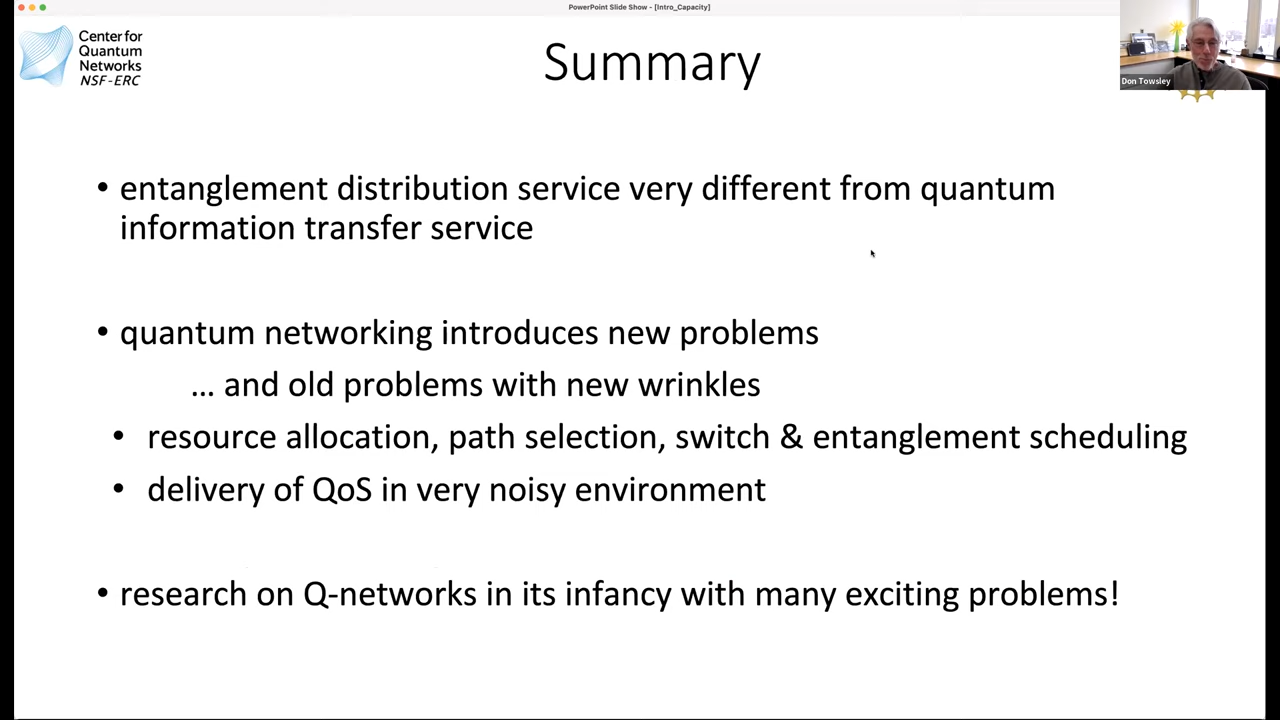 PowerPoint Slide Show - [Intro_Capacity]
Center for
Quantum
Networks
NSF-ERC
Summary
Don Towsley
• entanglement distribution service very different from quantum
information transfer service
• quantum networking introduces new problems
… and old problems with new wrinkles
• resource allocation, path selection, switch & entanglement scheduling
• delivery of QoS in very noisy environment
• research on Q-networks in its infancy with many exciting problems!